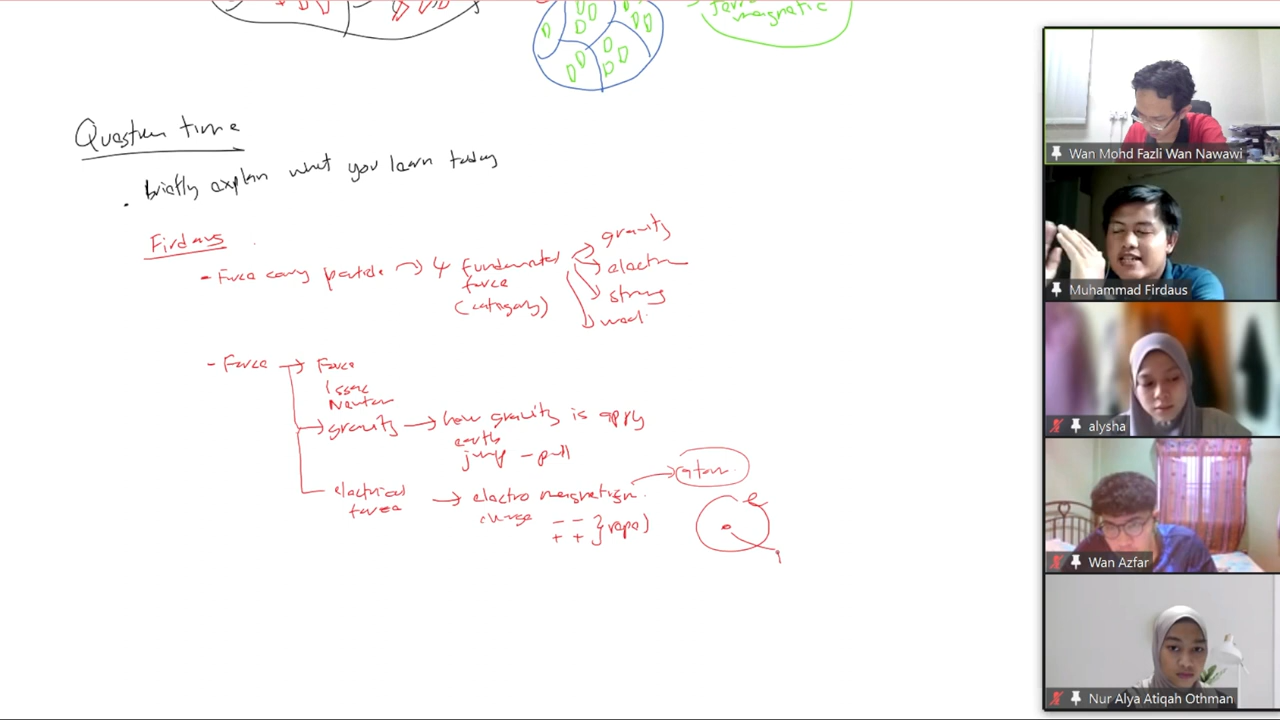 ferro
magnetic
Question time
. briefly explain what you learn today
Firdaus
- Force carry particle → 4 fundamental → gravity
force → electro
(category) → strong
→ weak
- Force → Force
Issac
Newton
→ gravity → how gravity is apply
earth
jump - pull
electrical → electro magnetism. → atom
force charge - -
+ + } repel
e
Wan Mohd Fazli Wan Nawawi
Muhammad Firdaus
alysha
Wan Azfar
Nur Alya Atiqah Othman